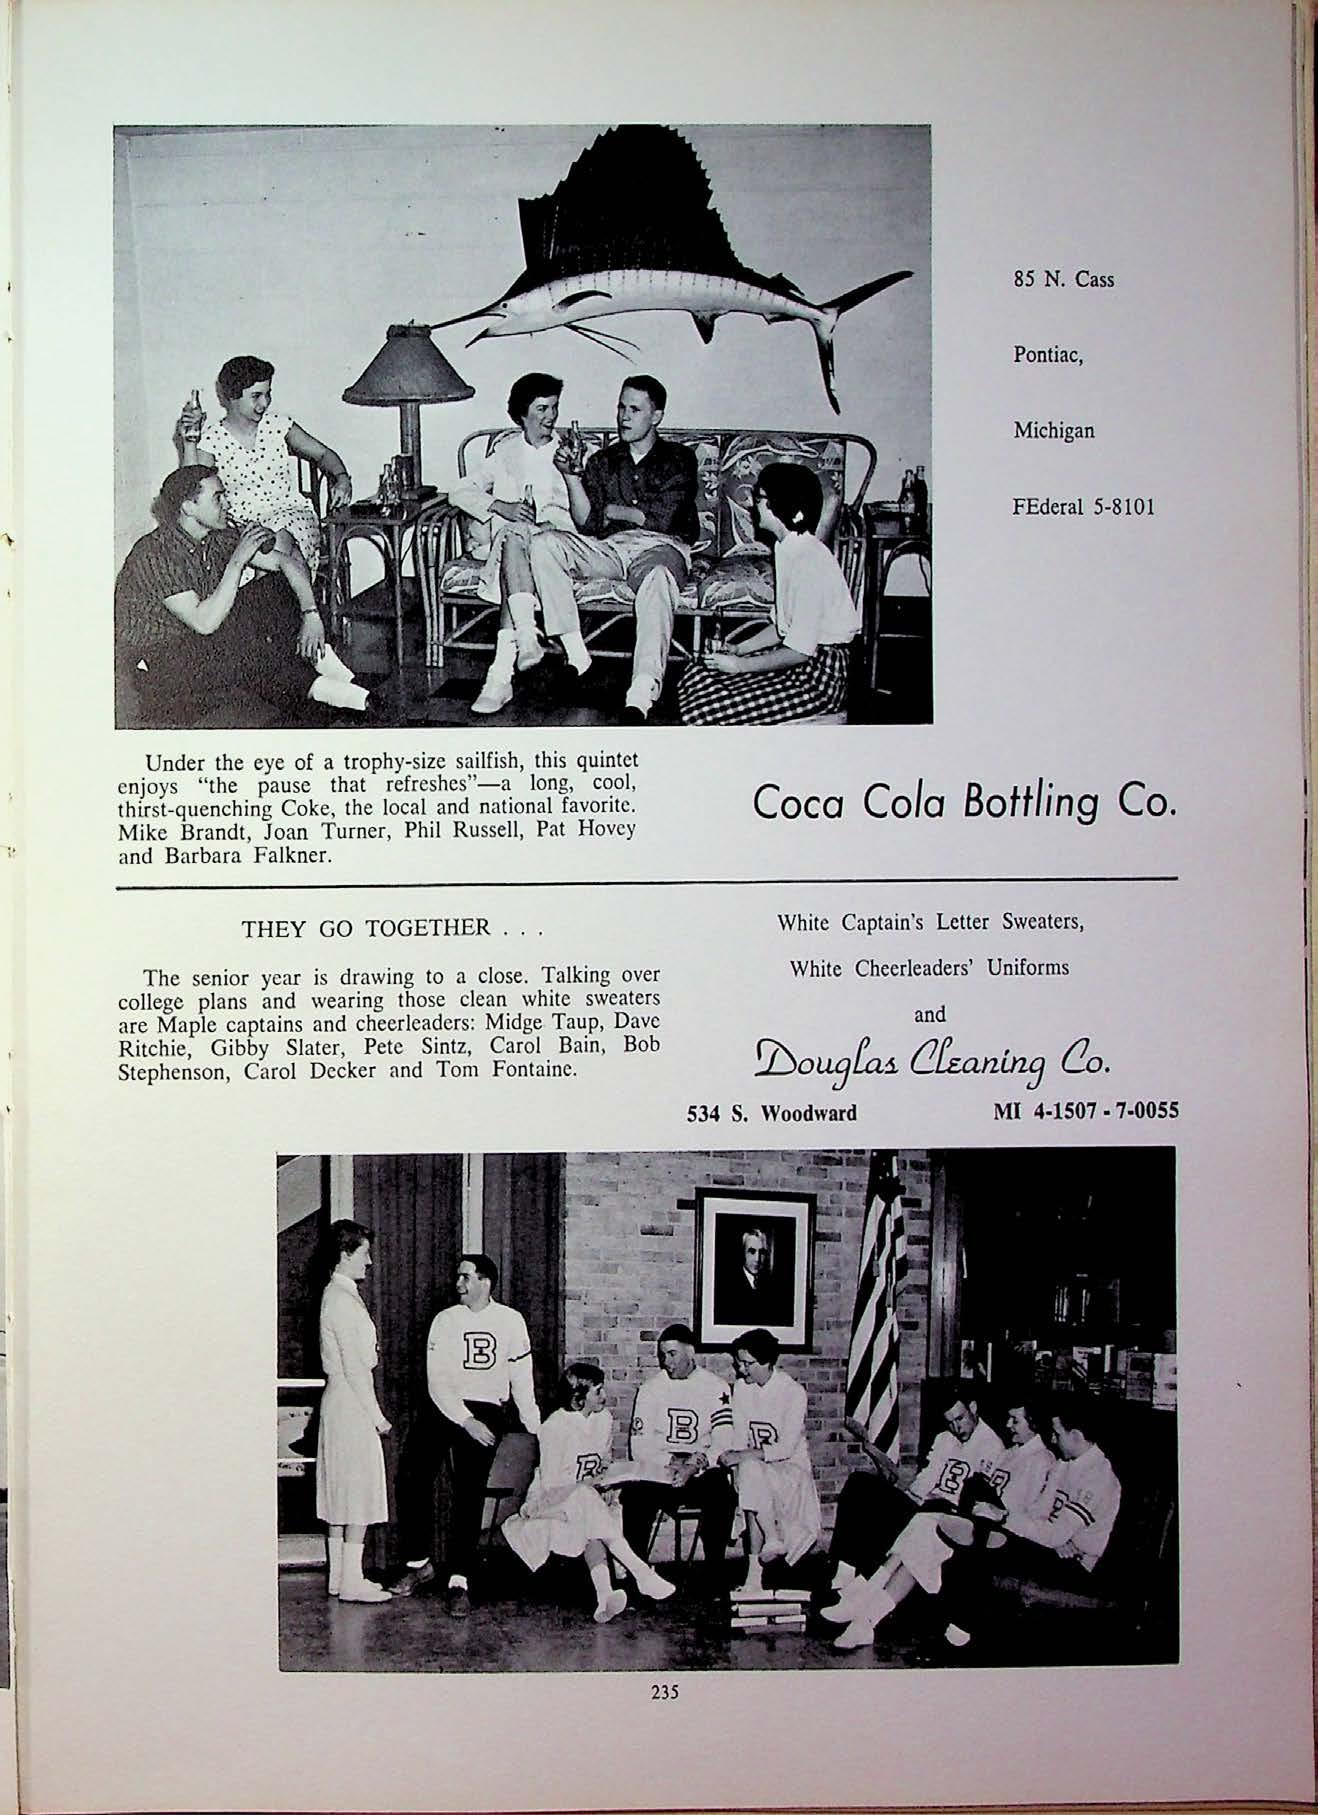 85 N. Cass
Pontiac,
Michigan
FEderal 5-8101
Under the eye of a trophy-size sailfish, this quintet
enjoys “the pause that refreshes”—a long, cool,
thirst-quenching Coke, the local and national favorite.
Mike Brandt, Joan Turner, Phil Russell, Pat Hovey
and Barbara Falkner.
Coca Cola Bottling Co.
THEY GO TOGETHER . . .
The senior year is drawing to a close. Talking over
college plans and wearing those clean white sweaters
are Maple captains and cheerleaders: Midge Taup, Dave
Ritchie, Gibby Slater, Pete Sintz, Carol Bain, Bob
Stephenson, Carol Decker and Tom Fontaine.
White Captain's Letter Sweaters,
White Cheerleaders' Uniforms
and
Douglas Cleaning Co.
534 S. Woodward MI 4-1507 - 7-0055
B
B
B
B
B
B
B
235